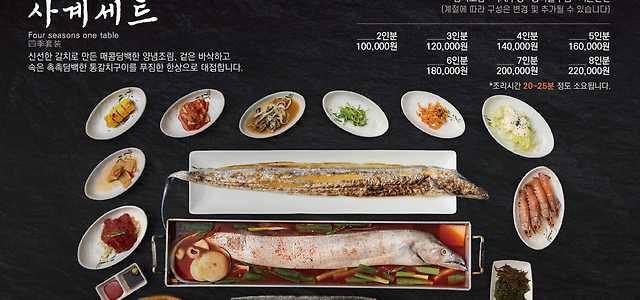 사계세트
Four seasons one table
四季套装
신선한 갈치로 만든 매콤담백한 양념조림, 겉은 바삭하고
속은 촉촉담백한 통갈치구이를 푸짐한 한상으로 대접합니다.
(계절에 따라 구성은 변경 및 추가될 수 있습니다)
2인분 3인분 4인분 5인분
100,000원 120,000원 140,000원 160,000원
6인분 7인분 8인분
180,000원 200,000원 220,000원
*조리시간 20~25분 정도 소요됩니다.